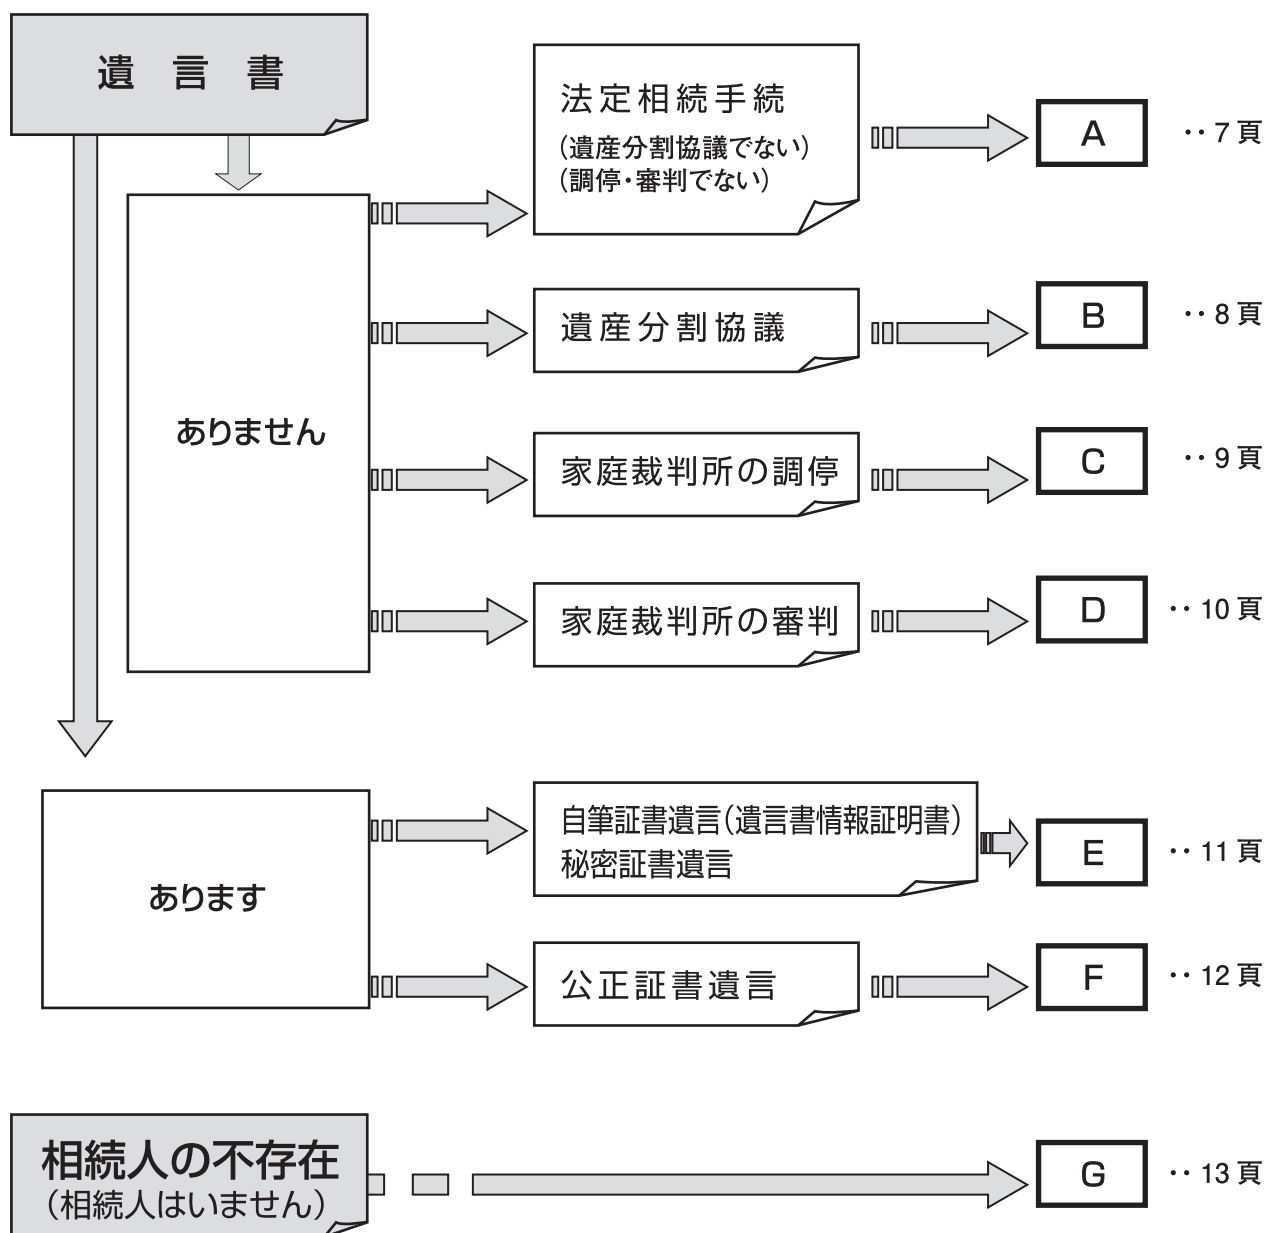 遺言書
ありません
法定相続手続
(遺産分割協議でない)
(調停・審判でない)
A ‥7頁
遺産分割協議
B ‥8頁
家庭裁判所の調停
C ‥9頁
家庭裁判所の審判
D ‥10頁
あります
自筆証書遺言(遺言書情報証明書)
秘密証書遺言
E ‥11頁
公正証書遺言
F ‥12頁
相続人の不存在
(相続人はいません)
G ‥13頁